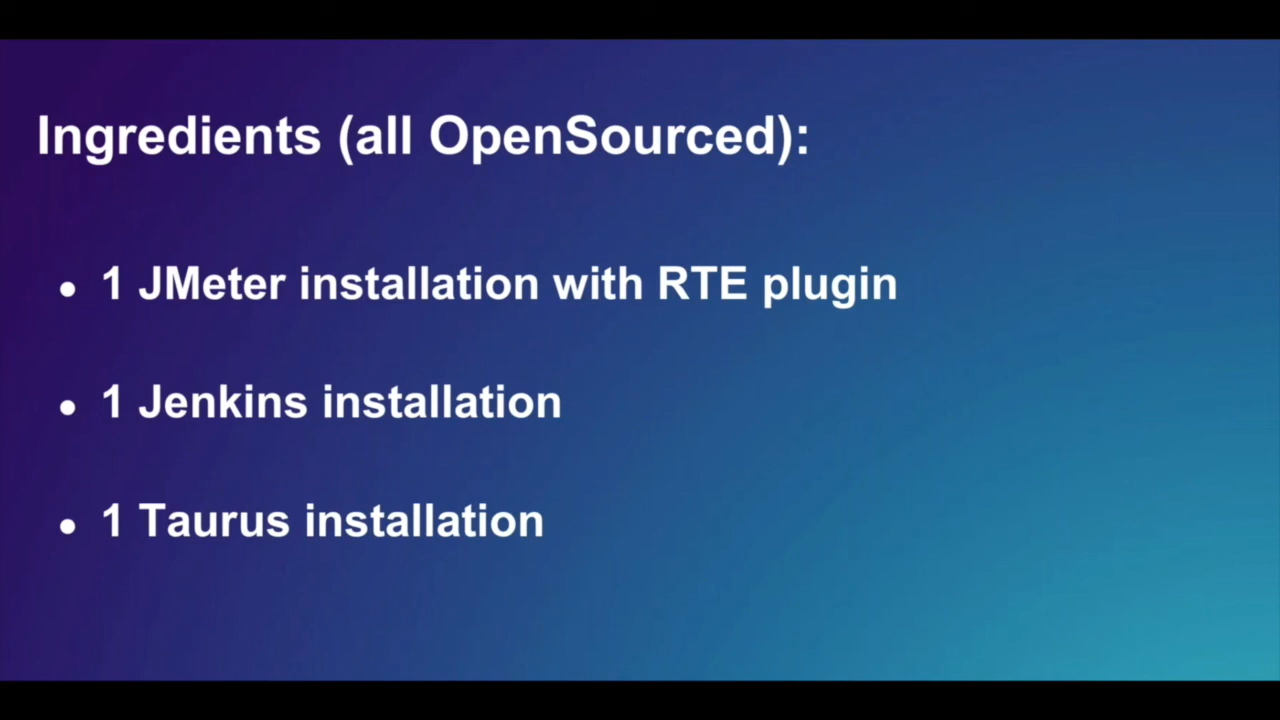 Ingredients (all OpenSourced):
● 1 JMeter installation with RTE plugin
● 1 Jenkins installation
● 1 Taurus installation